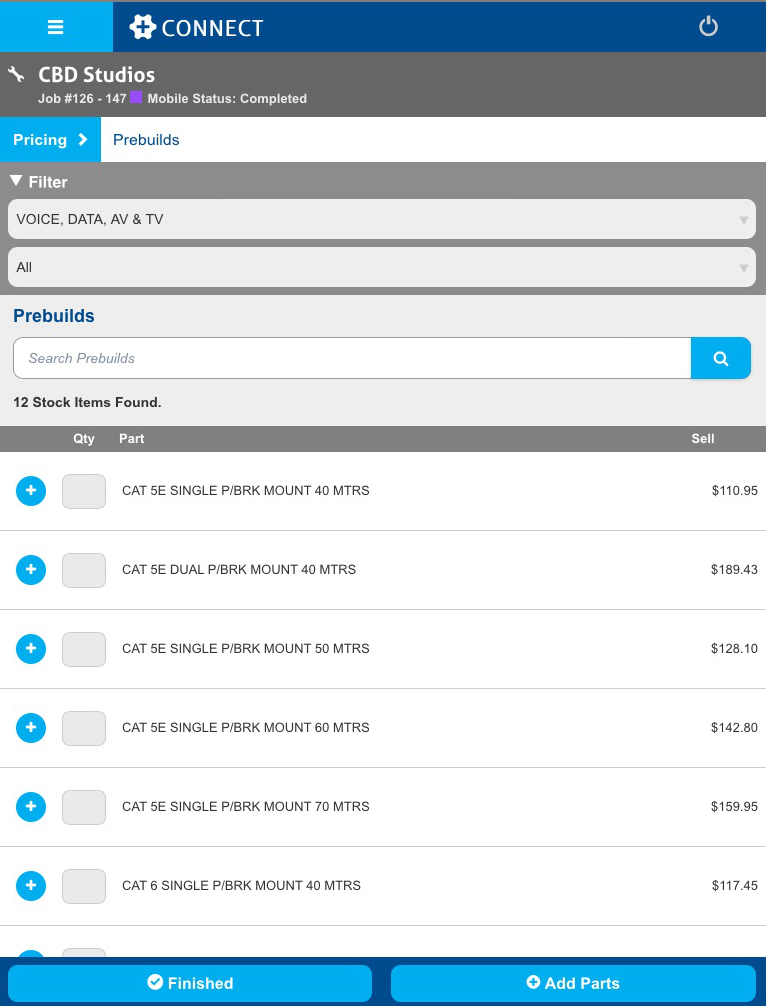 CONNECT
CBD Studios
Job #126 - 147 Mobile Status: Completed
Pricing Prebuilds
Filter
VOICE, DATA, AV & TV
All
Prebuilds
Search Prebuilds
12 Stock Items Found.
Qty Part Sell
CAT 5E SINGLE P/BRK MOUNT 40 MTRS $110.95
CAT 5E DUAL P/BRK MOUNT 40 MTRS $189.43
CAT 5E SINGLE P/BRK MOUNT 50 MTRS $128.10
CAT 5E SINGLE P/BRK MOUNT 60 MTRS $142.80
CAT 5E SINGLE P/BRK MOUNT 70 MTRS $159.95
CAT 6 SINGLE P/BRK MOUNT 40 MTRS $117.45
Finished Add Parts